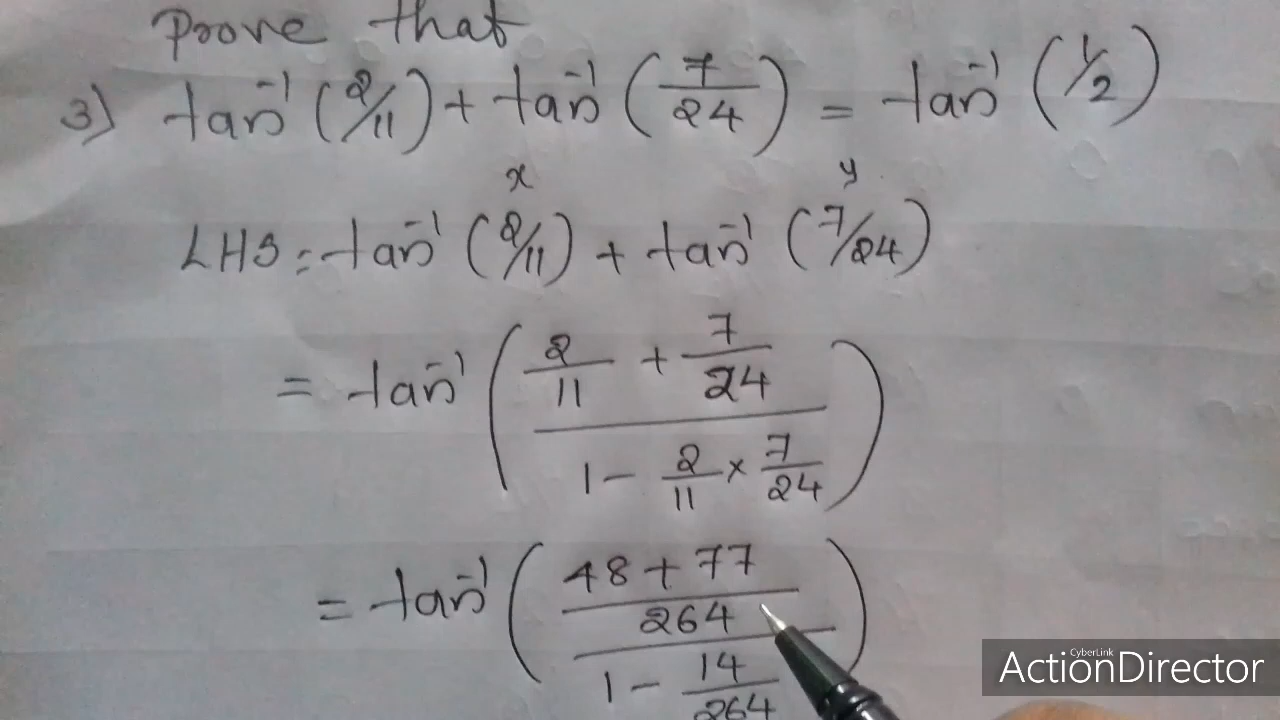 Prove that
3) tan⁻¹(2/11) + tan⁻¹(7/24) = tan⁻¹(1/2)
x y
LHS = tan⁻¹(2/11) + tan⁻¹(7/24)
= tan⁻¹((2/11 + 7/24)/(1 - 2/11 × 7/24))
= tan⁻¹(((48 + 77)/264)/(1 - 14/264))
CyberLink
ActionDirector